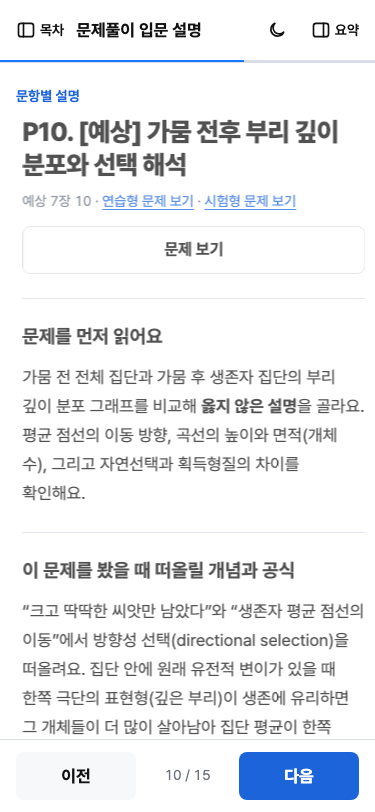 목차 문제풀이 입문 설명 요약
문항별 설명
P10. [예상] 가뭄 전후 부리 깊이
분포와 선택 해석
예상 7장 10 · 연습형 문제 보기 · 시험형 문제 보기
문제 보기
문제를 먼저 읽어요
가뭄 전 전체 집단과 가뭄 후 생존자 집단의 부리
깊이 분포 그래프를 비교해 옳지 않은 설명을 골라요.
평균 점선의 이동 방향, 곡선의 높이와 면적(개체
수), 그리고 자연선택과 획득형질의 차이를
확인해요.
이 문제를 봤을 때 떠올릴 개념과 공식
“크고 딱딱한 씨앗만 남았다”와 “생존자 평균 점선의
이동”에서 방향성 선택(directional selection)을
떠올려요. 집단 안에 원래 유전적 변이가 있을 때
한쪽 극단의 표현형(깊은 부리)이 생존에 유리하면
그 개체들이 더 많이 살아남아 집단 평균이 한쪽
이전 10 / 15 다음